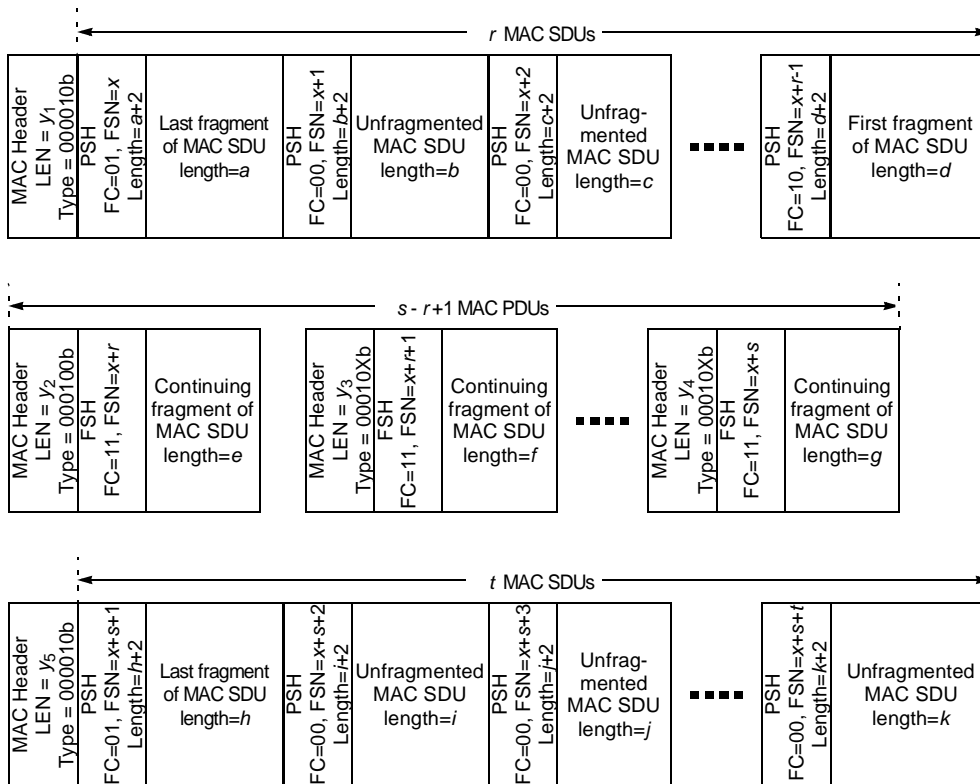 r MAC SDUs
MAC Header
LEN = y1
Type = 000010b
PSH
FC=01, FSN=x
Length=a+2
Last fragment
of MAC SDU
length=a
PSH
FC=00, FSN=x+1
Length=b+2
Unfragmented
MAC SDU
length=b
PSH
FC=00, FSN=x+2
Length=c+2
Unfrag-
mented
MAC SDU
length=c
PSH
FC=10, FSN=x+r-1
Length=d+2
First fragment
of MAC SDU
length=d
s - r+1 MAC PDUs
MAC Header
LEN = y2
Type = 000100b
FSH
FC=11, FSN=x+r
Continuing
fragment of
MAC SDU
length=e
MAC Header
LEN = y3
Type = 00010Xb
FSH
FC=11, FSN=x+r+1
Continuing
fragment of
MAC SDU
length=f
MAC Header
LEN = y4
Type = 00010Xb
FSH
FC=11, FSN=x+s
Continuing
fragment of
MAC SDU
length=g
t MAC SDUs
MAC Header
LEN = y5
Type = 000010b
PSH
FC=01, FSN=x+s+1
Length=h+2
Last fragment
of MAC SDU
length=h
PSH
FC=00, FSN=x+s+2
Length=i+2
Unfragmented
MAC SDU
length=i
PSH
FC=00, FSN=x+s+3
Length=j+2
Unfrag-
mented
MAC SDU
length=j
PSH
FC=00, FSN=x+s+t
Length=k+2
Unfragmented
MAC SDU
length=k